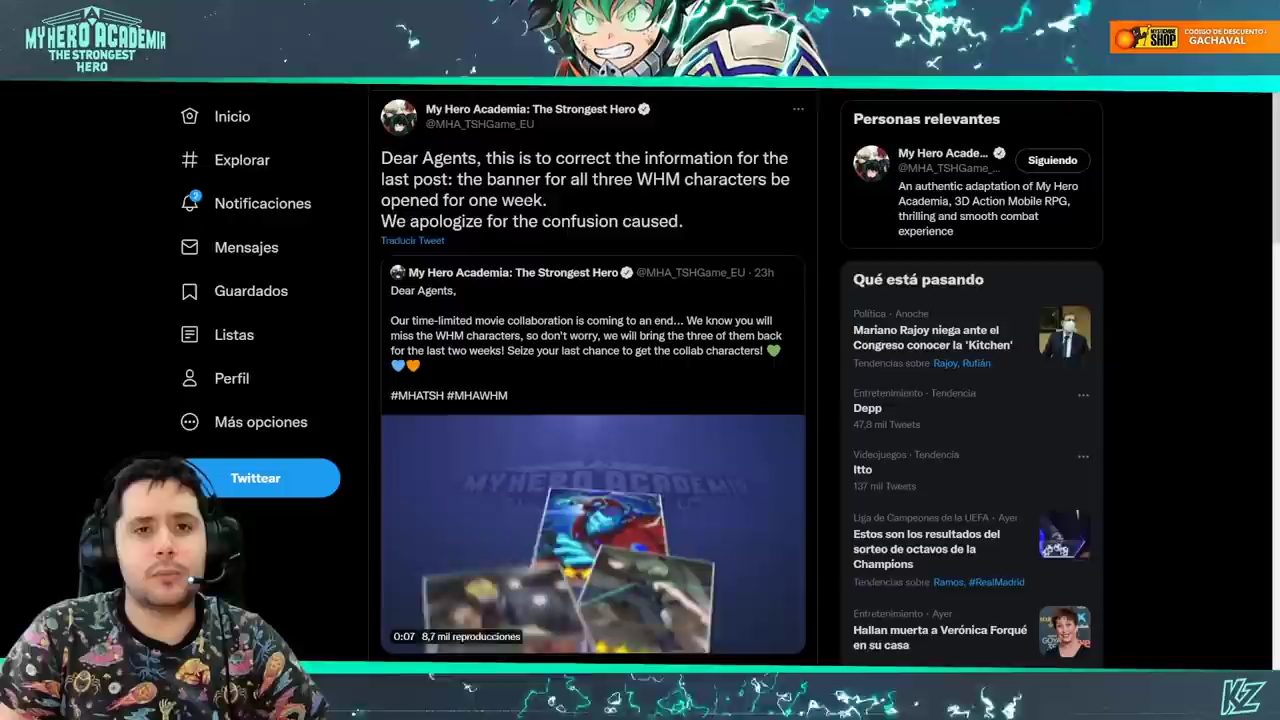 MY HERO ACADEMIA
THE STRONGEST
HERO
MYSTICQUE
SHOP
CÓDIGO DE DESCUENTO
GACHAVAL
Inicio
Explorar
2
Notificaciones
Mensajes
Guardados
Listas
Perfil
Más opciones
Twittear
My Hero Academia: The Strongest Hero
@MHA_TSHGame_EU
Dear Agents, this is to correct the information for the
last post: the banner for all three WHM characters be
opened for one week.
We apologize for the confusion caused.
Traducir Tweet
My Hero Academia: The Strongest Hero @MHA_TSHGame_EU · 23h
Dear Agents,
Our time-limited movie collaboration is coming to an end... We know you will
miss the WHM characters, so don't worry, we will bring the three of them back
for the last two weeks! Seize your last chance to get the collab characters! 💚
💙🧡
#MHATSH #MHAWHM
MY HERO ACADEMIA
0:07 8,7 mil reproducciones
Personas relevantes
My Hero Acade...
@MHA_TSHGame_...
Siguiendo
An authentic adaptation of My Hero
Academia, 3D Action Mobile RPG,
thrilling and smooth combat
experience
Qué está pasando
Política · Anoche
Mariano Rajoy niega ante el
Congreso conocer la 'Kitchen'
Tendencias sobre Rajoy, Rufián
Entretenimiento · Tendencia
Depp
47,8 mil Tweets
Videojuegos · Tendencia
Itto
137 mil Tweets
Liga de Campeones de la UEFA · Ayer
Estos son los resultados del
sorteo de octavos de la
Champions
Tendencias sobre Ramos, #RealMadrid
Entretenimiento · Ayer
Hallan muerta a Verónica Forqué
en su casa
KZ